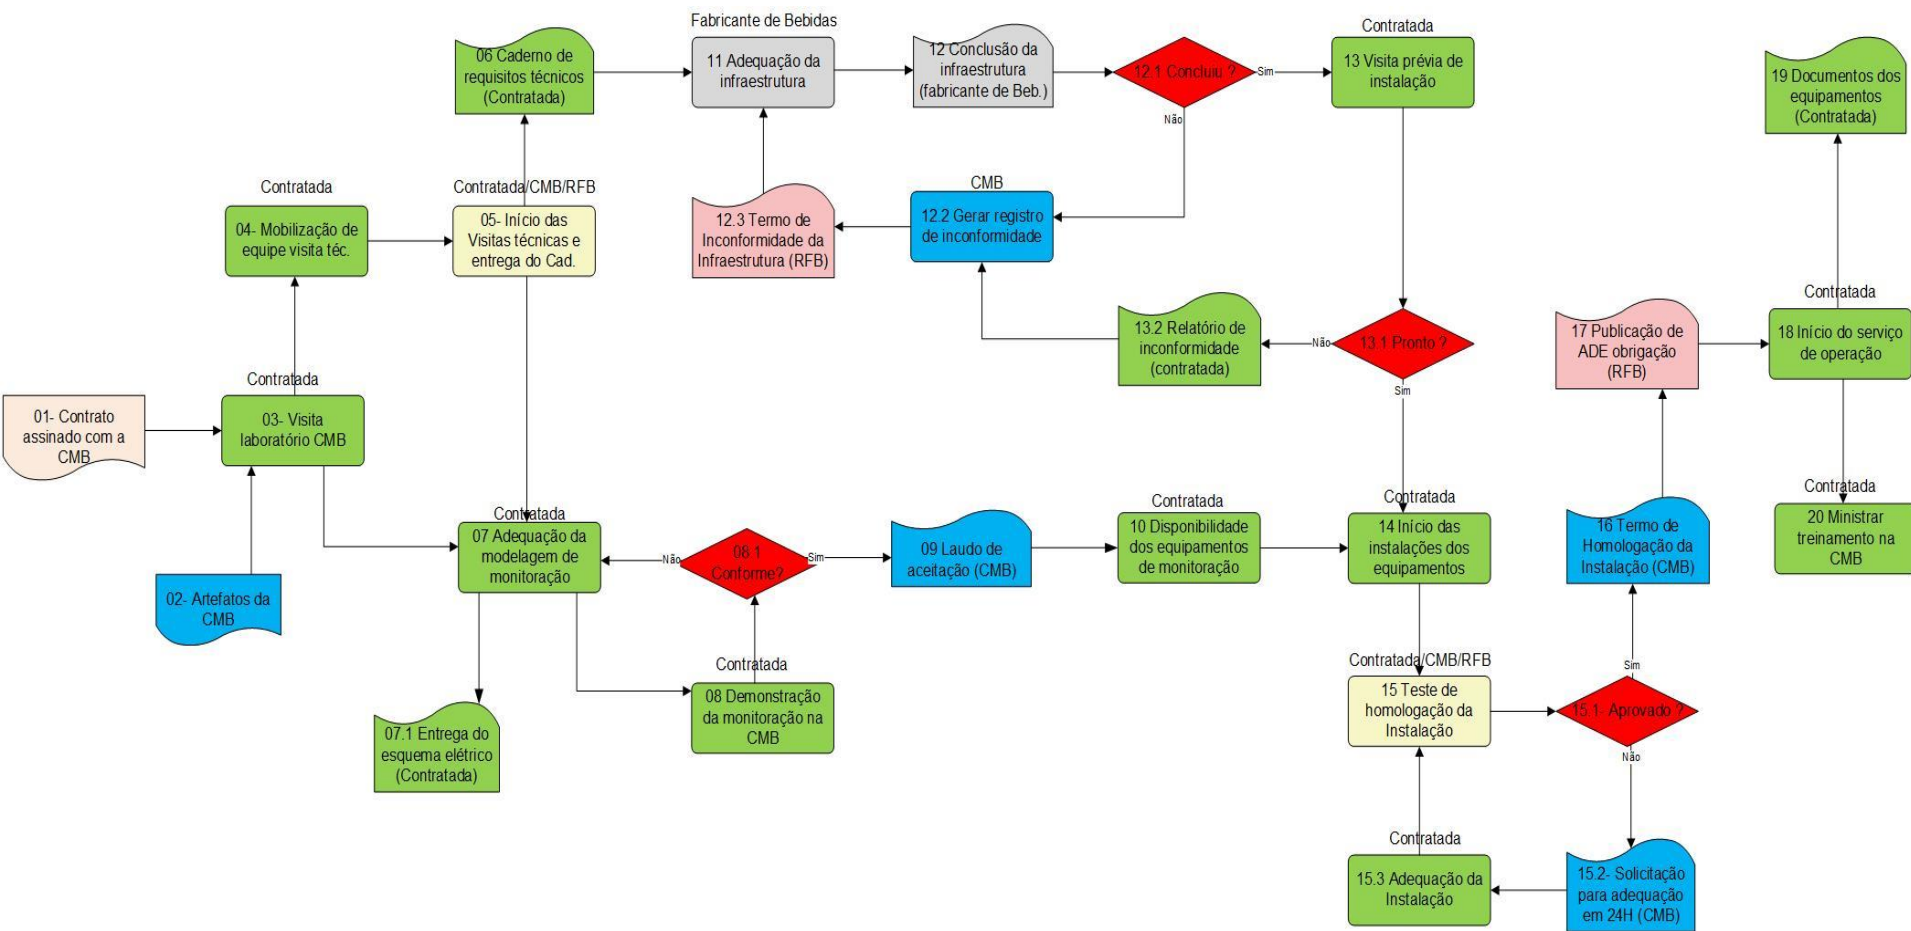 Fabricante de Bebidas
Contratada
06 Caderno de
requisitos técnicos
(Contratada)
11 Adequação da
infraestrutura
12 Conclusão da
infraestrutura
(fabricante de Beb.)
12.1 Concluiu ?
Sim
Não
13 Visita prévia de
instalação
19 Documentos dos
equipamentos
(Contratada)
Contratada
04- Mobilização de
equipe visita téc.
Contratada/CMB/RFB
05- Início das
Visitas técnicas e
entrega do Cad.
12.3 Termo de
Inconformidade da
Infraestrutura (RFB)
CMB
12.2 Gerar registro
de inconformidade
13.2 Relatório de
inconformidade
(contratada)
Não
13.1 Pronto ?
Sim
17 Publicação de
ADE obrigação
(RFB)
Contratada
18 Início do serviço
de operação
01- Contrato
assinado com a
CMB
Contratada
03- Visita
laboratório CMB
02- Artefatos da
CMB
Contratada
07 Adequação da
modelagem de
monitoração
Não
08.1
Conforme?
Sim
09 Laudo de
aceitação (CMB)
Contratada
10 Disponibilidade
dos equipamentos
de monitoração
Contratada
14 Início das
instalações dos
equipamentos
16 Termo de
Homologação da
Instalação (CMB)
Contratada
20 Ministrar
treinamento na
CMB
07.1 Entrega do
esquema elétrico
(Contratada)
Contratada
08 Demonstração
da monitoração na
CMB
Contratada/CMB/RFB
15 Teste de
homologação da
Instalação
Sim
15.1- Aprovado ?
Não
Contratada
15.3 Adequação da
Instalação
15.2- Solicitação
para adequação
em 24H (CMB)